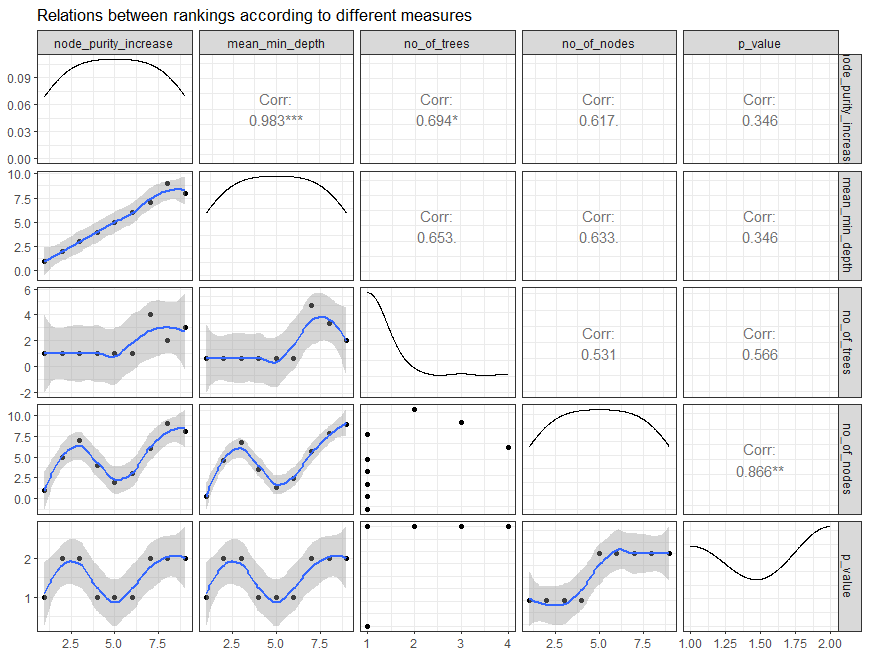 Relations between rankings according to different measures
node_purity_increase mean_min_depth no_of_trees no_of_nodes p_value
0.09
0.06
0.03
0.00
Corr:
0.983***
Corr:
0.694*
Corr:
0.617.
Corr:
0.346
node_purity_increas
10.0
7.5
5.0
2.5
0.0
Corr:
0.653.
Corr:
0.633.
Corr:
0.346
mean_min_depth
6
4
2
0
-2
Corr:
0.531
Corr:
0.566
no_of_trees
10.0
7.5
5.0
2.5
0.0
Corr:
0.866**
no_of_nodes
2
1
p_value
2.5 5.0 7.5 2.5 5.0 7.5 1 2 3 4 2.5 5.0 7.5 1.00 1.25 1.50 1.75 2.00